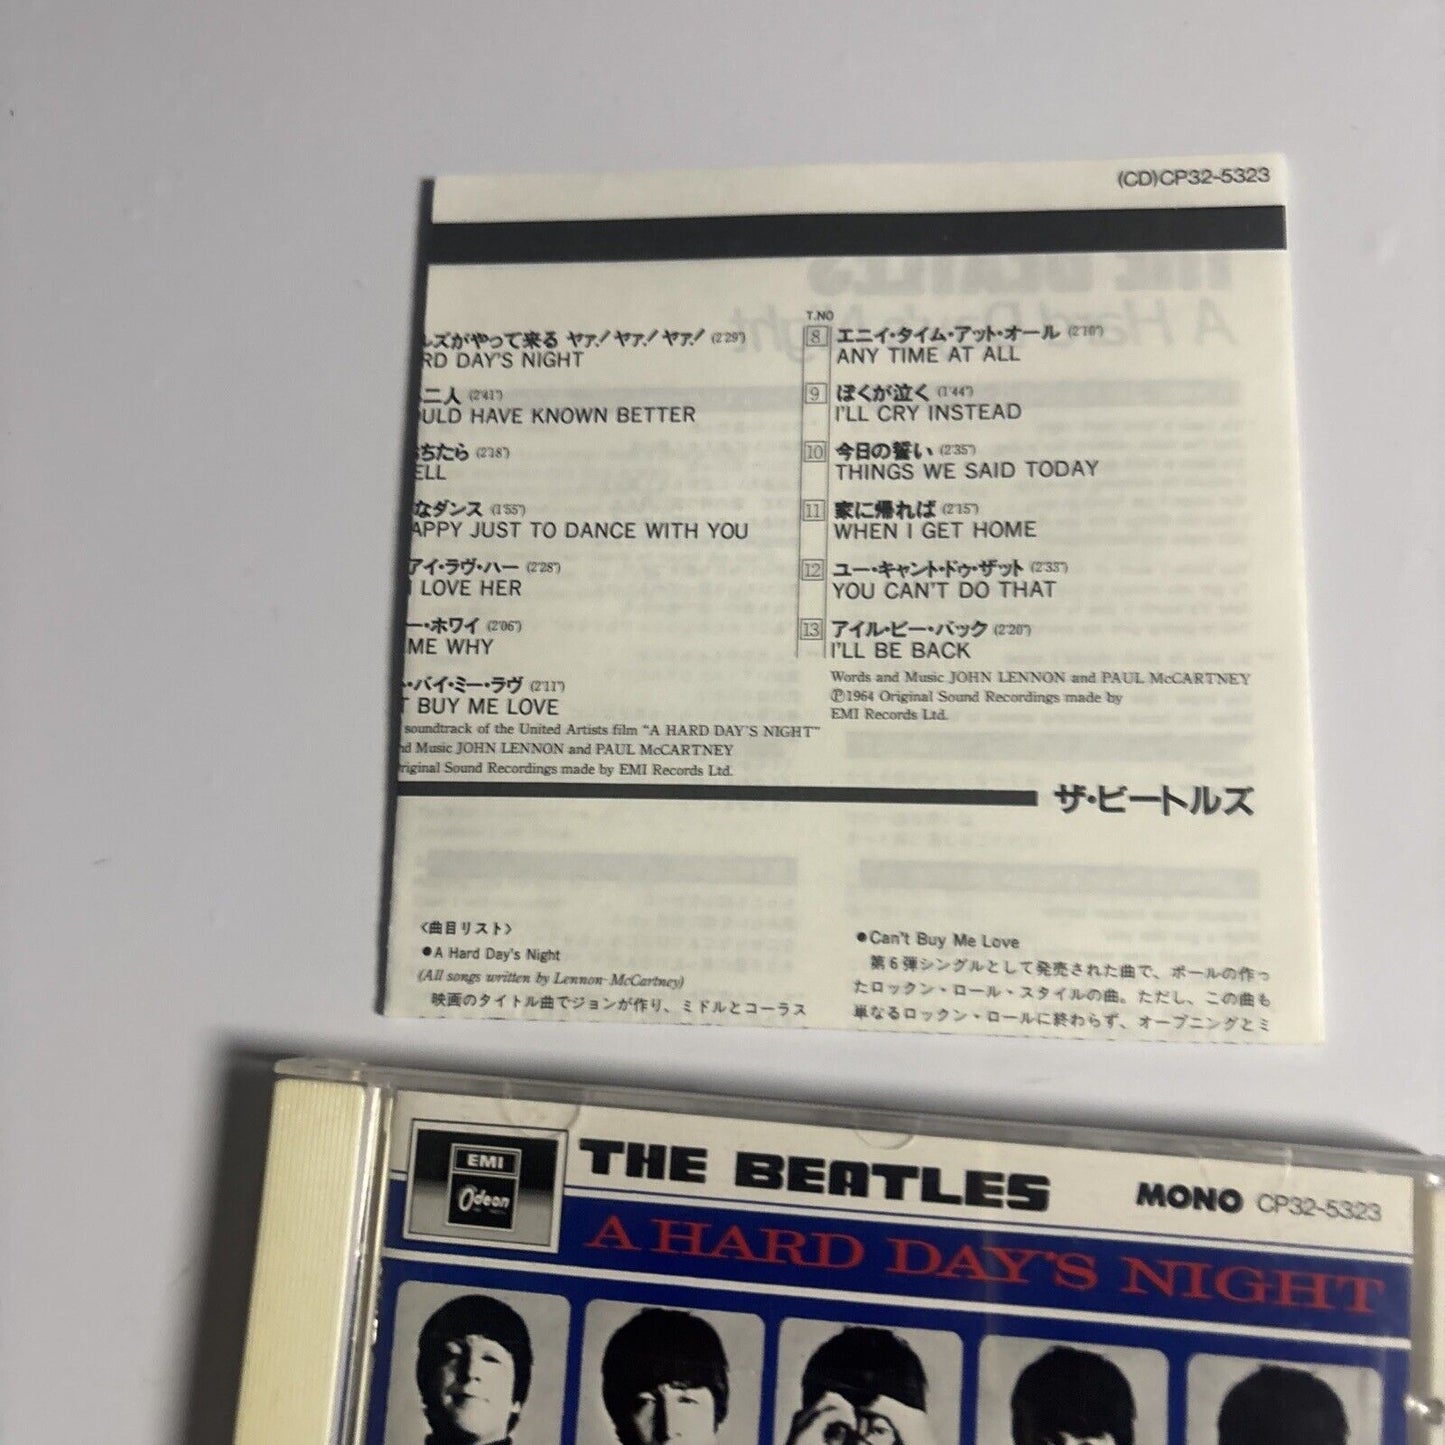 (CD)CP32-5323
ルズがやって来る ヤァ!ヤァ!ヤァ! (2'29")
RD DAY'S NIGHT
二人 (2'41")
OULD HAVE KNOWN BETTER
ちたら (2'18")
ELL
なダンス (1'55")
APPY JUST TO DANCE WITH YOU
アイ・ラヴ・ハー (2'28")
I LOVE HER
ー・ホワイ (2'06")
ME WHY
・バイ・ミー・ラヴ (2'11")
T BUY ME LOVE
soundtrack of the United Artists film "A HARD DAY'S NIGHT"
nd Music JOHN LENNON and PAUL McCARTNEY
riginal Sound Recordings made by EMI Records Ltd.
T.NO
8 エニイ・タイム・アット・オール (2'10")
ANY TIME AT ALL
9 ぼくが泣く (1'44")
I'LL CRY INSTEAD
10 今日の誓い (2'35")
THINGS WE SAID TODAY
11 家に帰れば (2'15")
WHEN I GET HOME
12 ユー・キャント・ドゥ・ザット (2'33")
YOU CAN'T DO THAT
13 アイル・ビー・バック (2'20")
I'LL BE BACK
Words and Music JOHN LENNON and PAUL McCARTNEY
Ⓟ1964 Original Sound Recordings made by
EMI Records Ltd.
ザ・ビートルズ
〈曲目リスト〉
●A Hard Day's Night
(All songs written by Lennon-McCartney)
映画のタイトル曲でジョンが作り、ミドルとコーラス
●Can't Buy Me Love
第6弾シングルとして発売された曲で、ポールの作っ
たロックン・ロール・スタイルの曲。ただし、この曲も
単なるロックン・ロールに終わらず、オープニングとミ
EMI
Odeon
THE BEATLES
MONO CP32-5323
A HARD DAY'S NIGHT